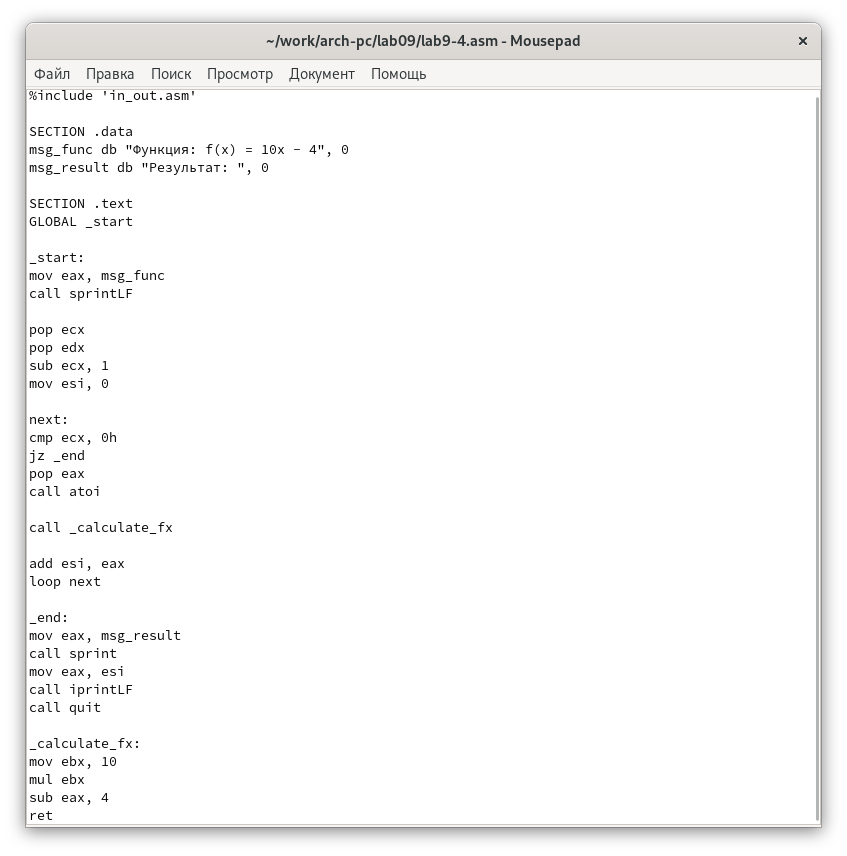 ~/work/arch-pc/lab09/lab9-4.asm - Mousepad
×
Файл Правка Поиск Просмотр Документ Помощь
%include 'in_out.asm'

SECTION .data
msg_func db "Функция: f(x) = 10x - 4", 0
msg_result db "Результат: ", 0

SECTION .text
GLOBAL _start

_start:
mov eax, msg_func
call sprintLF

pop ecx
pop edx
sub ecx, 1
mov esi, 0

next:
cmp ecx, 0h
jz _end
pop eax
call atoi

call _calculate_fx

add esi, eax
loop next

_end:
mov eax, msg_result
call sprint
mov eax, esi
call iprintLF
call quit

_calculate_fx:
mov ebx, 10
mul ebx
sub eax, 4
ret